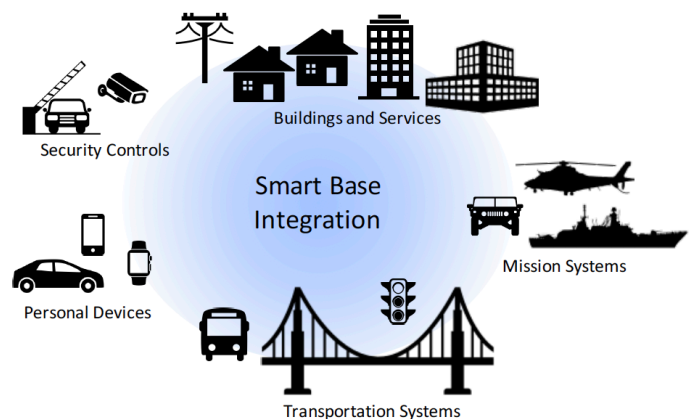 Buildings and Services
Security Controls
Smart Base
Integration
Mission Systems
Personal Devices
Transportation Systems